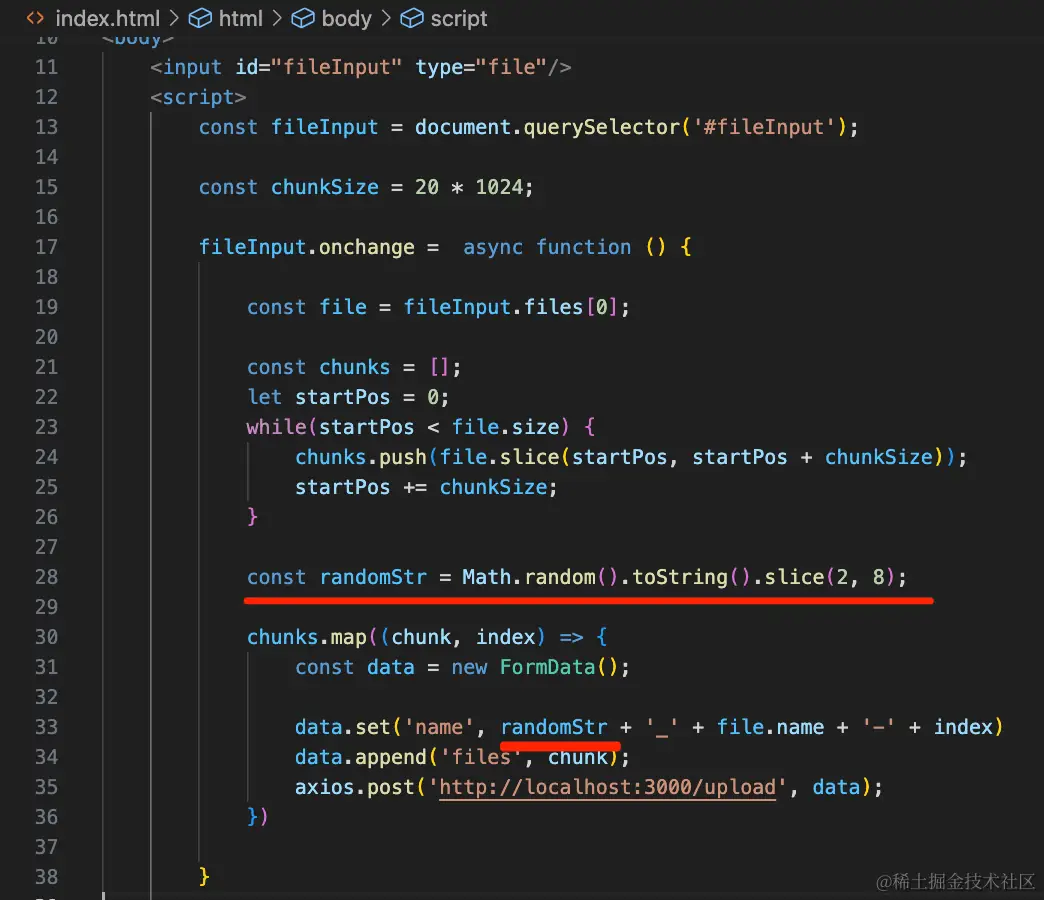 index.html > html > body > script
10 <body>
11 <input id="fileInput" type="file"/>
12 <script>
13 const fileInput = document.querySelector('#fileInput');
14
15 const chunkSize = 20 * 1024;
16
17 fileInput.onchange =  async function () {
18
19 const file = fileInput.files[0];
20
21 const chunks = [];
22 let startPos = 0;
23 while(startPos < file.size) {
24 chunks.push(file.slice(startPos, startPos + chunkSize));
25 startPos += chunkSize;
26 }
27
28 const randomStr = Math.random().toString().slice(2, 8);
29
30 chunks.map((chunk, index) => {
31 const data = new FormData();
32
33 data.set('name', randomStr + '_' + file.name + '-' + index)
34 data.append('files', chunk);
35 axios.post('http://localhost:3000/upload', data);
36 })
37
38 }
@稀土掘金技术社区